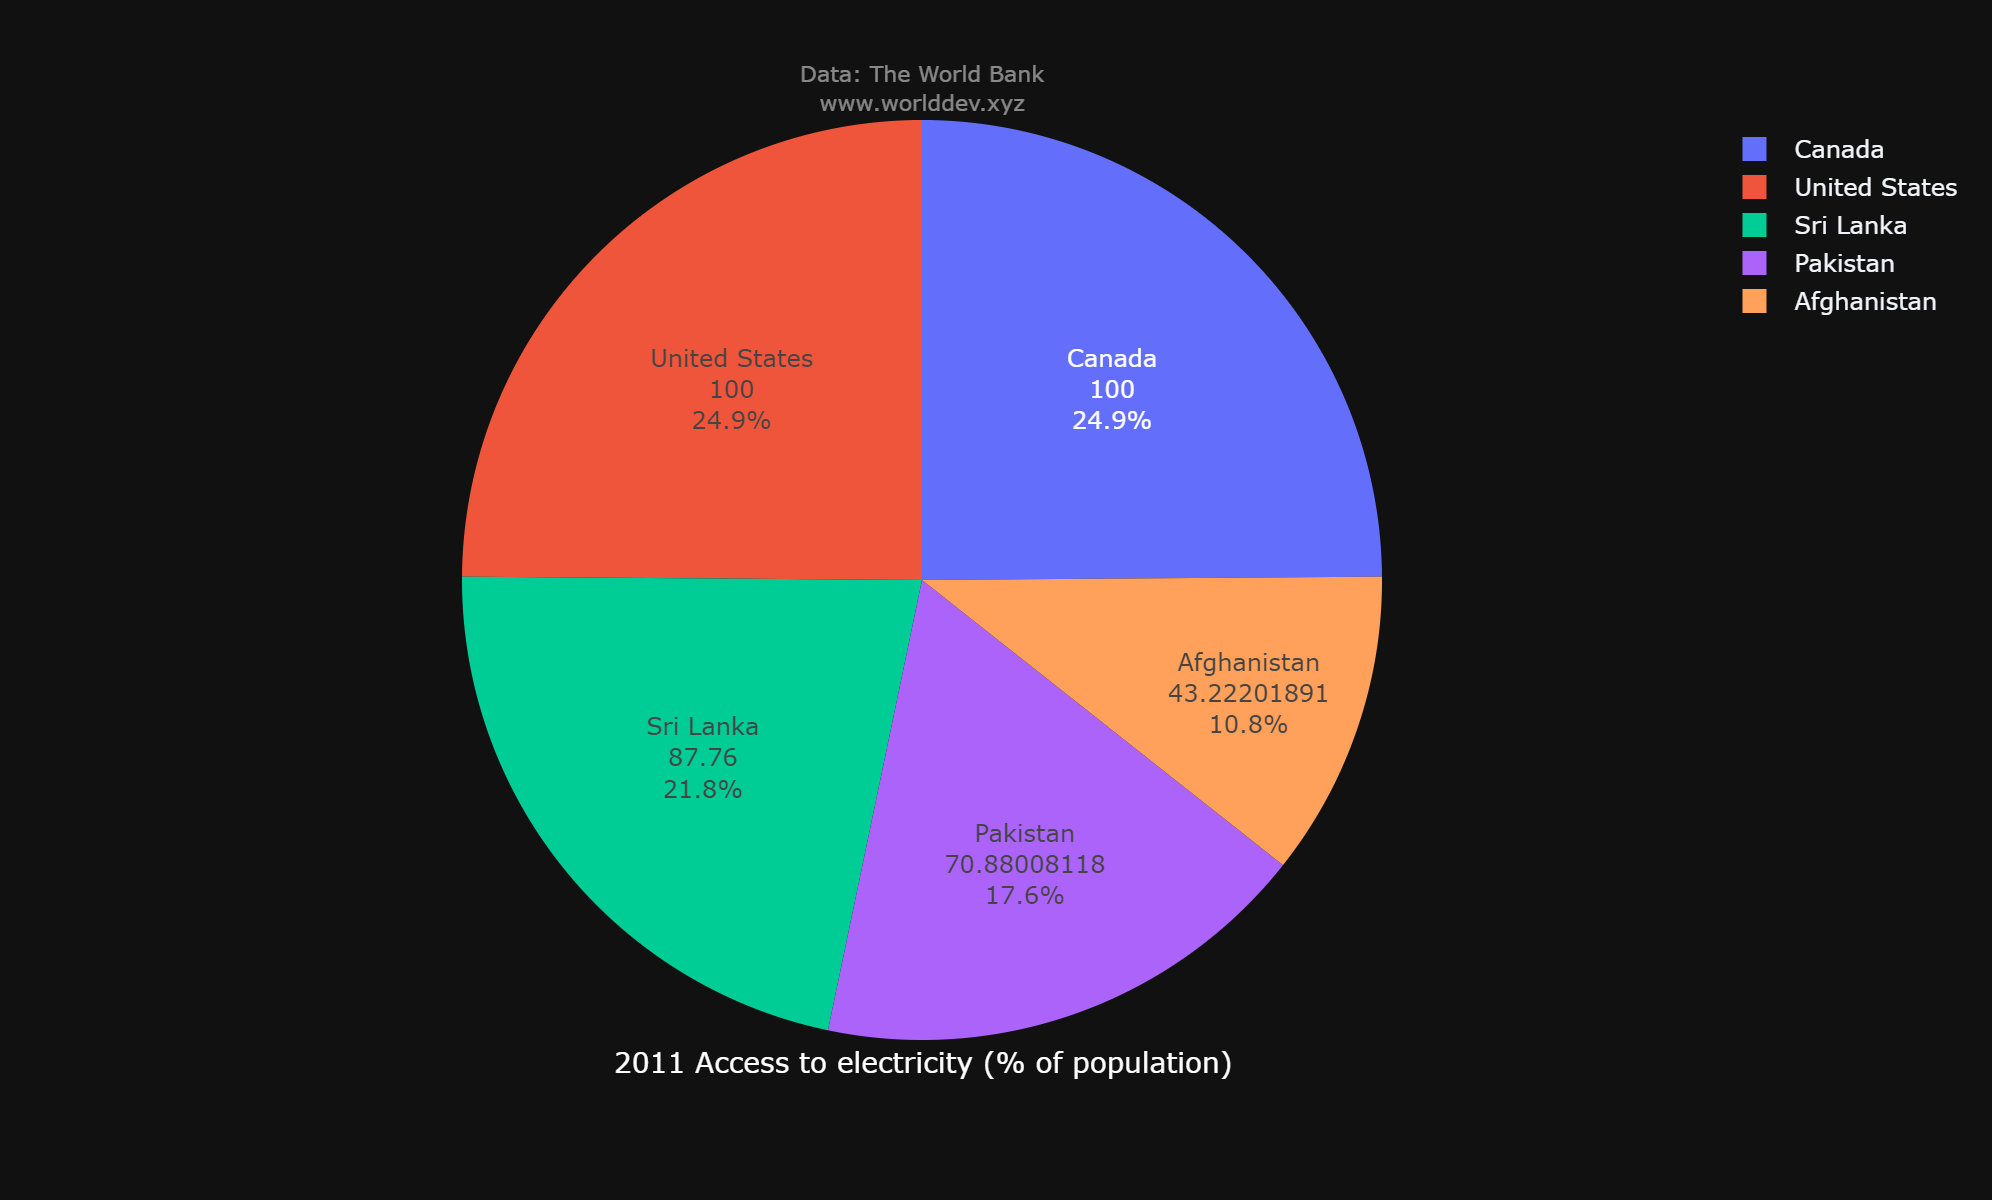 Data: The World Bank
www.worlddev.xyz
Canada
United States
Sri Lanka
Pakistan
Afghanistan
United States
100
24.9%
Canada
100
24.9%
Afghanistan
43.22201891
10.8%
Sri Lanka
87.76
21.8%
Pakistan
70.88008118
17.6%
2011 Access to electricity (% of population)